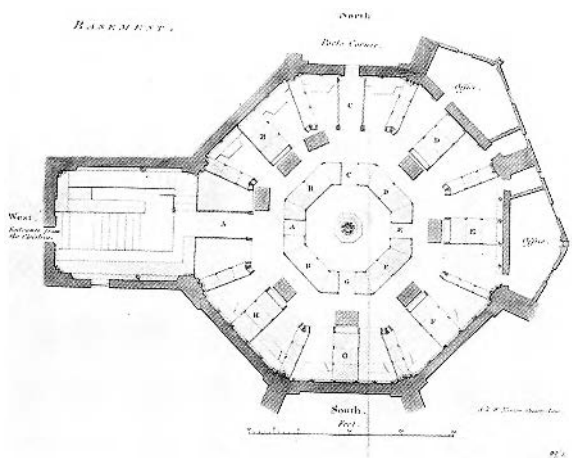 North
BASEMENT.
Poets Corner.
Office.
C
B
D
C
B
D
West.
Entrance from
the Cloisters.
A
A
E
E
Office.
B
F
G
H
F
G
South.
Feet.